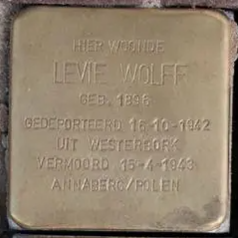 HIER WOONDE
LEVIE WOLFF
GEB. 1898
GEDEPORTEERD 16-10-1942
UIT WESTERBORK
VERMOORD 15-4-1943
ANNABERG/POLEN